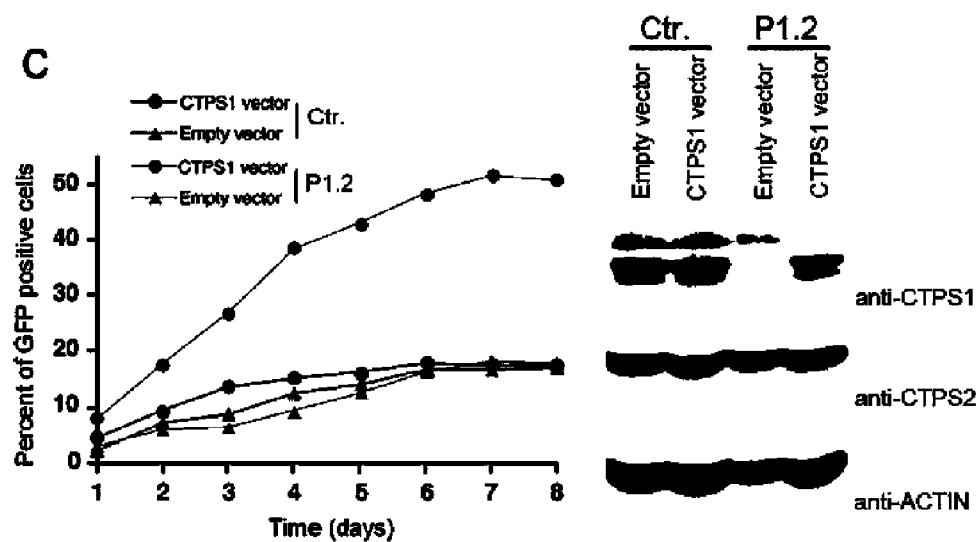 C
CTPS1 vector
Empty vector
Ctr.
CTPS1 vector
Empty vector
P1.2
Percent of GFP positive cells
50
40
30
20
10
0
1 2 3 4 5 6 7 8
Time (days)
Ctr. P1.2
Empty vector
CTPS1 vector
Empty vector
CTPS1 vector
anti-CTPS1
anti-CTPS2
anti-ACTIN